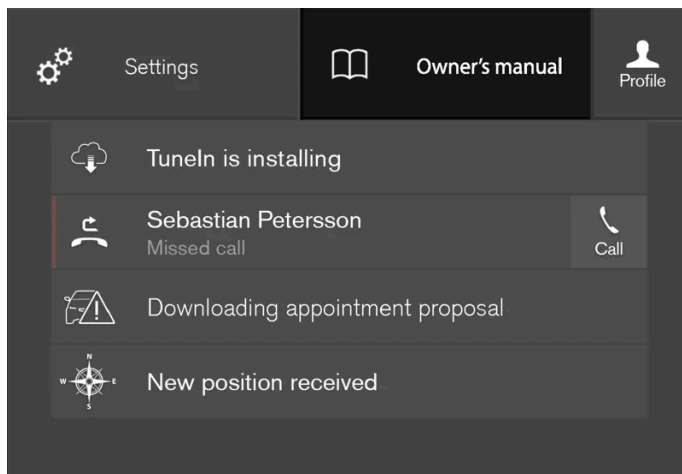 Settings
Owner's manual
Profile
TuneIn is installing
Sebastian Petersson
Missed call
Call
Downloading appointment proposal
N
W E
S
New position received